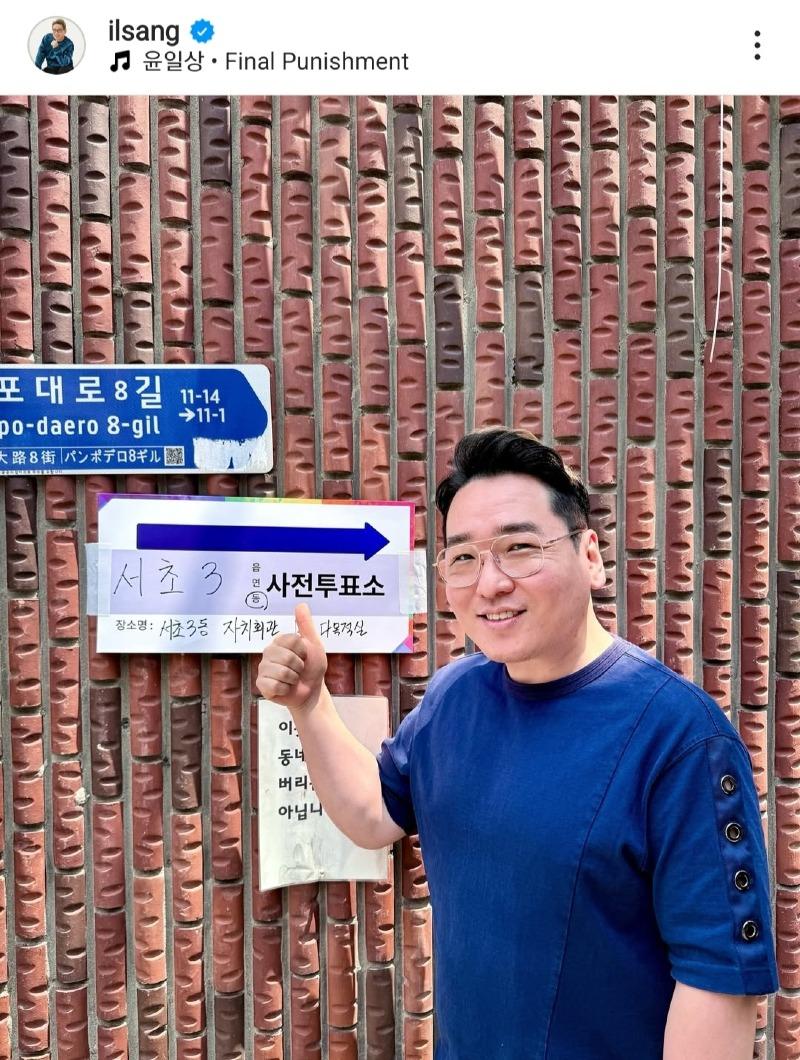 ilsang
윤일상 • Final Punishment
포대로 8길 11-14
po-daero 8-gil →11-1
大路8街 パンポデロ8ギル
서초 3 읍면동 사전투표소
장소명: 서초3동 자치회관 다목적실
동네
버리
아닙니